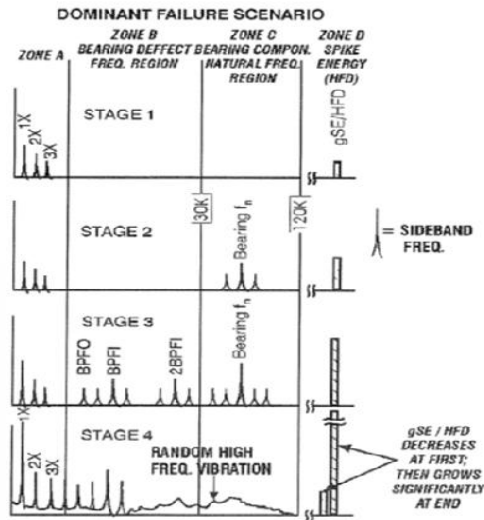 DOMINANT FAILURE SCENARIO
ZONE A
ZONE B
BEARING DEFFECT
FREQ. REGION
ZONE C
BEARING COMPON.
NATURAL FREQ.
REGION
ZONE D
SPIKE
ENERGY
(HFD)
STAGE 1
1X
2X
3X
gSE/HFD
30K
120K
STAGE 2
Bearing fn
= SIDEBAND
FREQ.
STAGE 3
BPFO
BPFI
2BPFI
Bearing fn
STAGE 4
1X
2X
3X
RANDOM HIGH
FREQ. VIBRATION
gSE / HFD
DECREASES
AT FIRST;
THEN GROWS
SIGNIFICANTLY
AT END